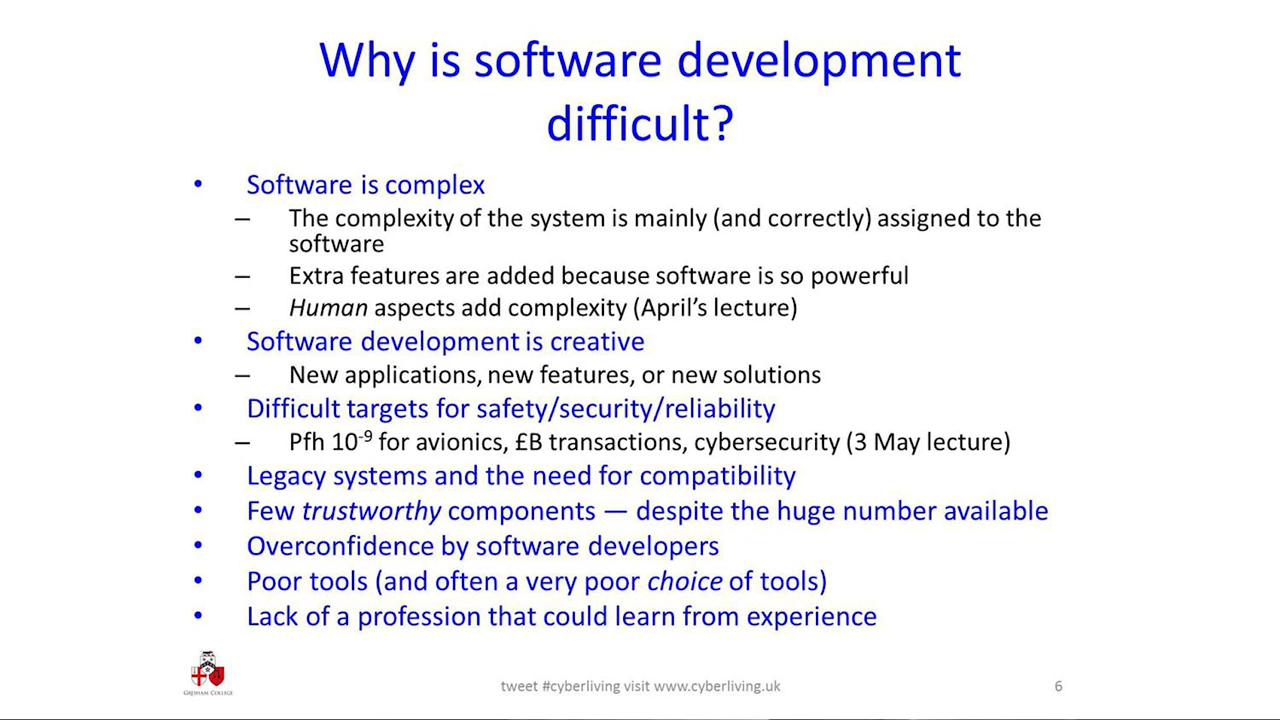 Why is software development
difficult?
• Software is complex
– The complexity of the system is mainly (and correctly) assigned to the
software
– Extra features are added because software is so powerful
– Human aspects add complexity (April’s lecture)
• Software development is creative
– New applications, new features, or new solutions
• Difficult targets for safety/security/reliability
– Pfh 10⁻⁹ for avionics, £B transactions, cybersecurity (3 May lecture)
• Legacy systems and the need for compatibility
• Few trustworthy components — despite the huge number available
• Overconfidence by software developers
• Poor tools (and often a very poor choice of tools)
• Lack of a profession that could learn from experience
GRESHAM COLLEGE
tweet #cyberliving visit www.cyberliving.uk
6